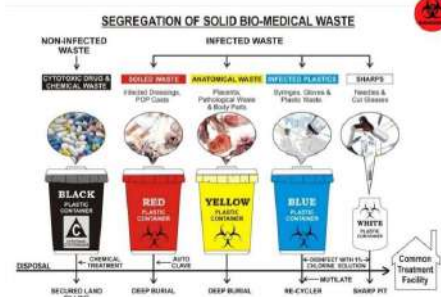 SEGREGATION OF SOLID BIO-MEDICAL WASTE
NON-INFECTED
WASTE
INFECTED WASTE
CYTOTOXIC DRUG &
CHEMICAL WASTE
SOILED WASTE
Infected Dressings,
POP Casts
ANATOMICAL WASTE
Placenta,
Pathological Waste
& Body Parts
INFECTED PLASTICS
Syringes, Gloves &
Plastic Waste
SHARPS
Needles &
Cut Glasses
BLACK
PLASTIC
CONTAINER
C
RED
PLASTIC
CONTAINER
YELLOW
PLASTIC
CONTAINER
BLUE
PLASTIC
CONTAINER
WHITE
PLASTIC
CONTAINER
CHEMICAL
TREATMENT
AUTO
CLAVE
DISINFECT WITH 1%
CHLORINE SOLUTION
MUTILATE
Common
Treatment
Facility
DISPOSAL
SECURED LAND
DEEP BURIAL
DEEP BURIAL
RE-CYCLER
SHARP PIT